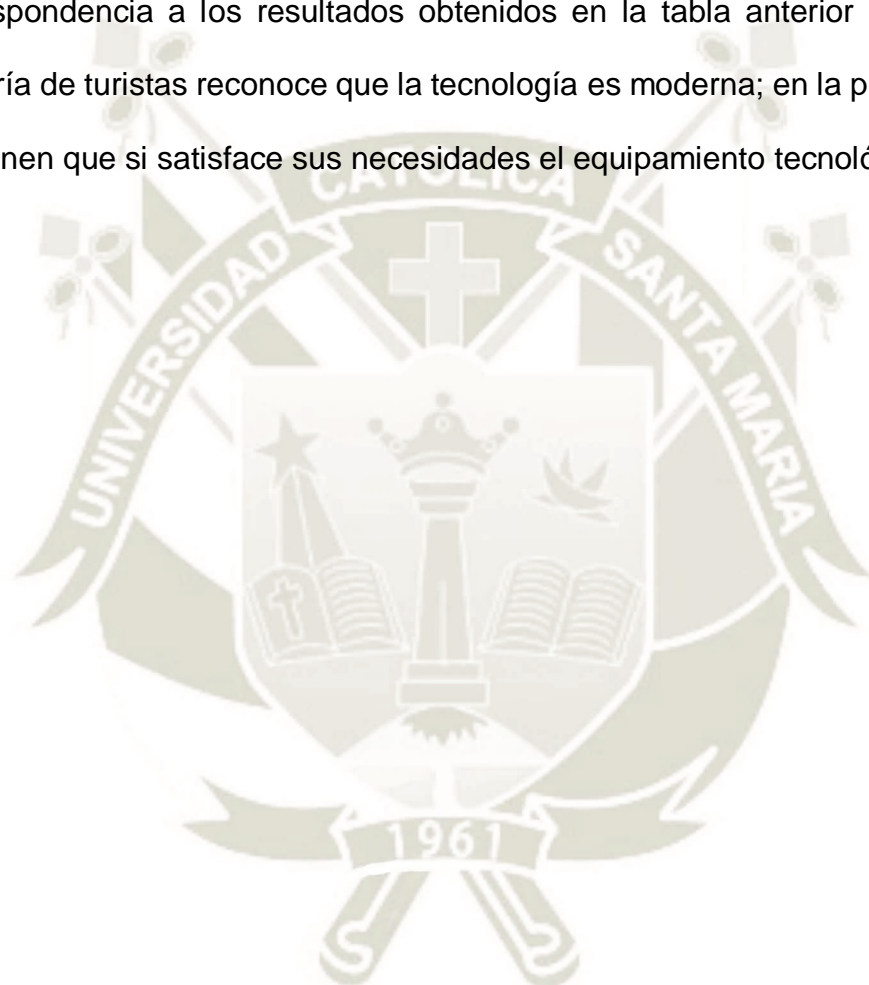 spondencia a los resultados obtenidos en la tabla anterior
ría de turistas reconoce que la tecnología es moderna; en la p
nen que si satisface sus necesidades el equipamiento tecnoló
UNIVERSIDAD CATOLICA SANTA MARIA
1961